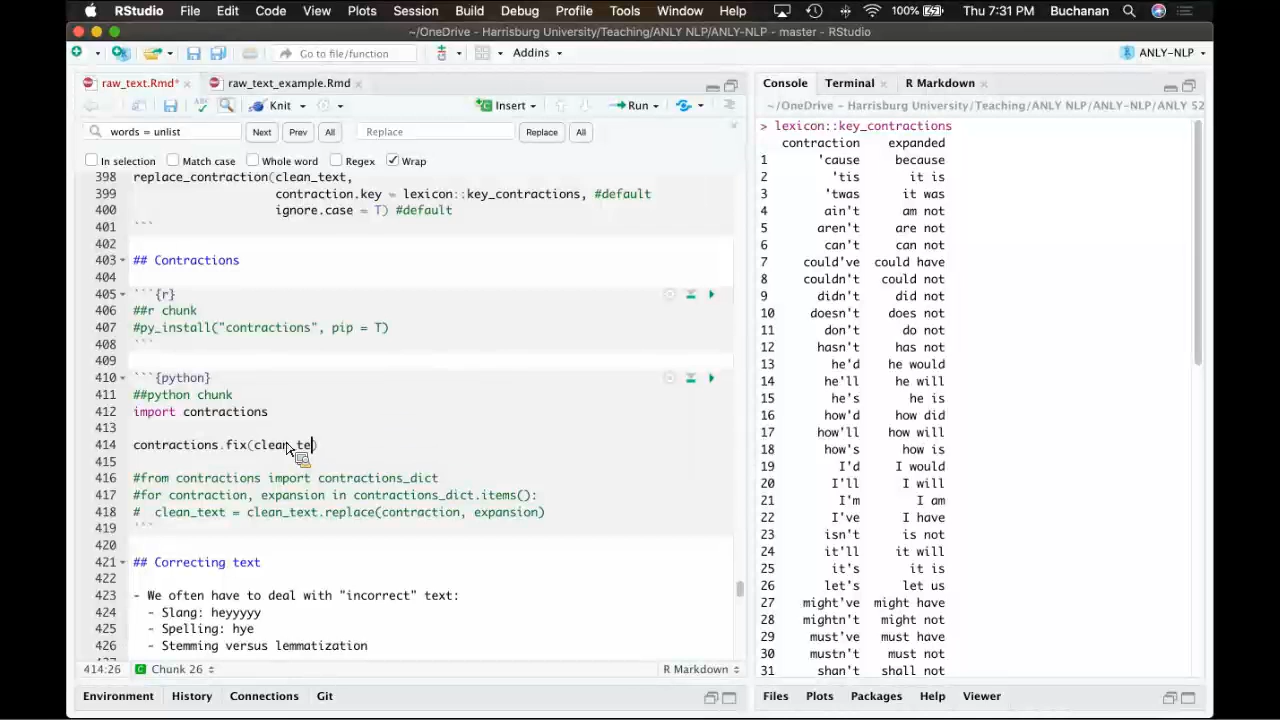 RStudio File Edit Code View Plots Session Build Debug Profile Tools Window Help 100% Thu 7:31 PM Buchanan
~/OneDrive - Harrisburg University/Teaching/ANLY NLP/ANLY-NLP - master - RStudio
Go to file/function Addins ANLY-NLP
raw_text.Rmd* raw_text_example.Rmd
Knit Insert Run
words = unlist Next Prev All Replace Replace All
In selection Match case Whole word Regex Wrap
398 replace_contraction(clean_text,
399 contraction.key = lexicon::key_contractions, #default
400 ignore.case = T) #default
401 ```
402
403 ## Contractions
404
405 ```{r}
406 ##r chunk
407 #py_install("contractions", pip = T)
408 ```
409
410 ```{python}
411 ##python chunk
412 import contractions
413
414 contractions.fix(clean_te)
415
416 #from contractions import contractions_dict
417 #for contraction, expansion in contractions_dict.items():
418 # clean_text = clean_text.replace(contraction, expansion)
419 ```
420
421 ## Correcting text
422
423 - We often have to deal with "incorrect" text:
424 - Slang: heyyyyy
425 - Spelling: hye
426 - Stemming versus lemmatization
414:26 Chunk 26 R Markdown
Environment History Connections Git
Console Terminal R Markdown
~/OneDrive - Harrisburg University/Teaching/ANLY NLP/ANLY-NLP/ANLY 52
> lexicon::key_contractions
contraction expanded
1 'cause because
2 'tis it is
3 'twas it was
4 ain't am not
5 aren't are not
6 can't can not
7 could've could have
8 couldn't could not
9 didn't did not
10 doesn't does not
11 don't do not
12 hasn't has not
13 he'd he would
14 he'll he will
15 he's he is
16 how'd how did
17 how'll how will
18 how's how is
19 I'd I would
20 I'll I will
21 I'm I am
22 I've I have
23 isn't is not
24 it'll it will
25 it's it is
26 let's let us
27 might've might have
28 mightn't might not
29 must've must have
30 mustn't must not
31 shan't shall not
Files Plots Packages Help Viewer